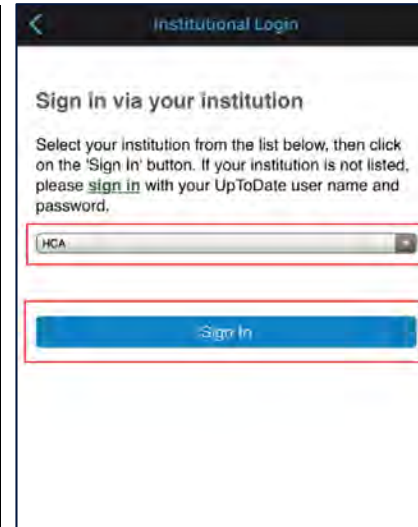 Institutional Login
Sign in via your institution
Select your institution from the list below, then click
on the 'Sign In' button. If your institution is not listed,
please sign in with your UpToDate user name and
password.
HCA
Sign In